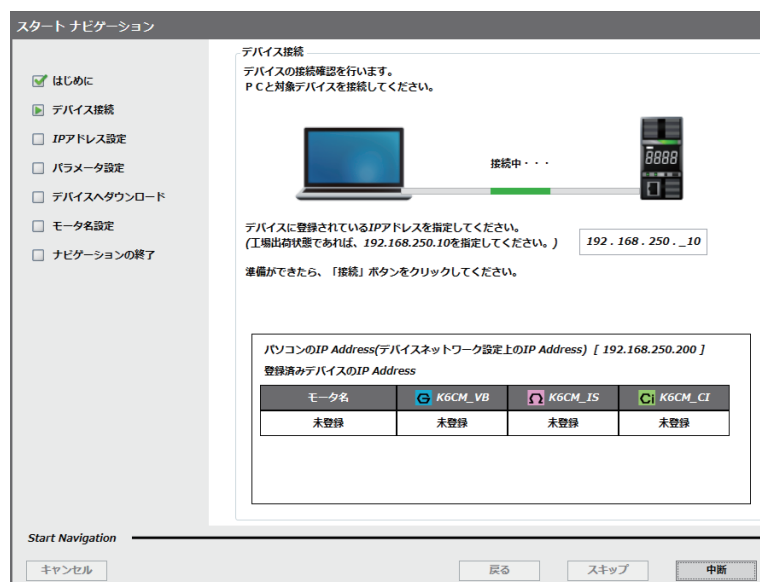 スタート ナビゲーション
はじめに
デバイス接続
IPアドレス設定
パラメータ設定
デバイスへダウンロード
モータ名設定
ナビゲーションの終了
デバイス接続
デバイスの接続確認を行います。
ＰＣと対象デバイスを接続してください。
接続中・・・
8888
デバイスに登録されているIPアドレスを指定してください。
(工場出荷状態であれば、192.168.250.10を指定してください。)
192 . 168 . 250 . _10
準備ができたら、「接続」ボタンをクリックしてください。
パソコンのIP Address(デバイスネットワーク設定上のIP Address) [ 192.168.250.200 ]
登録済みデバイスのIP Address
モータ名 G K6CM_VB Ω K6CM_IS Ci K6CM_CI
未登録 未登録 未登録 未登録
Start Navigation
キャンセル 戻る スキップ 中断